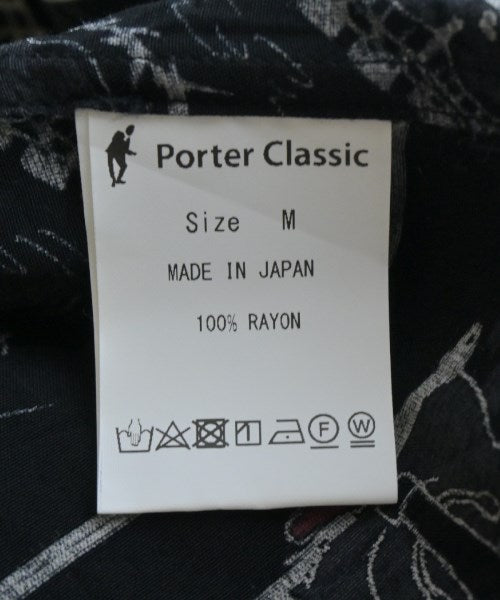 Porter Classic
Size M
MADE IN JAPAN
100% RAYON
F W